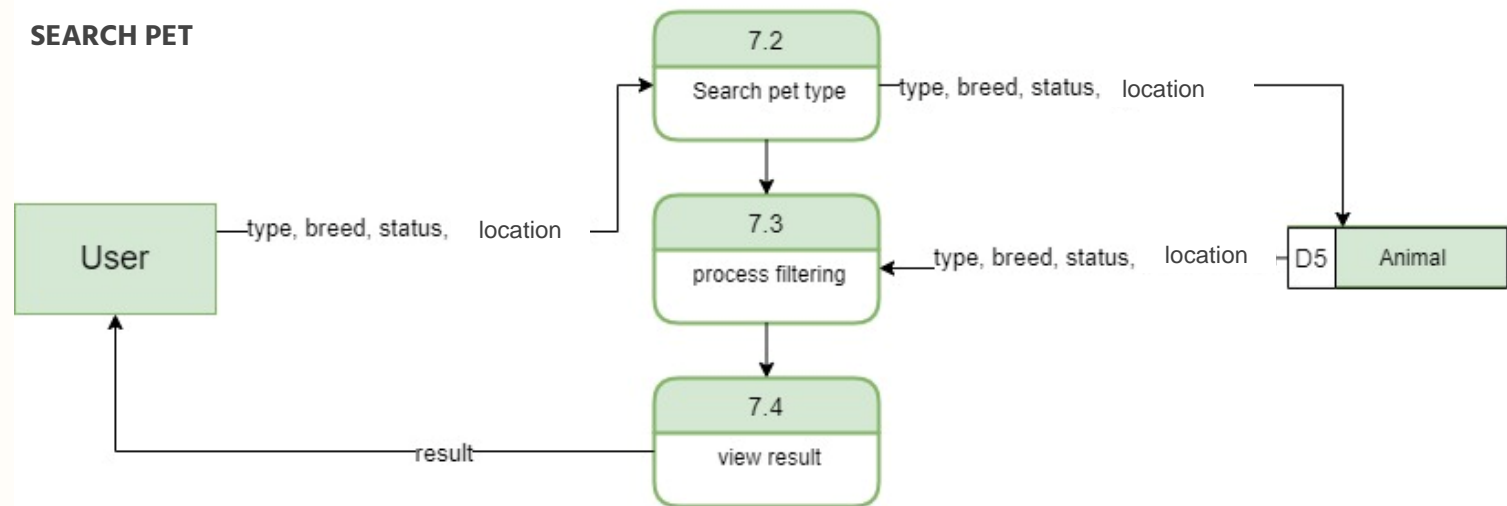 SEARCH PET
7.2
Search pet type
type, breed, status, location
User
type, breed, status, location
7.3
process filtering
type, breed, status, location
D5
Animal
7.4
view result
result